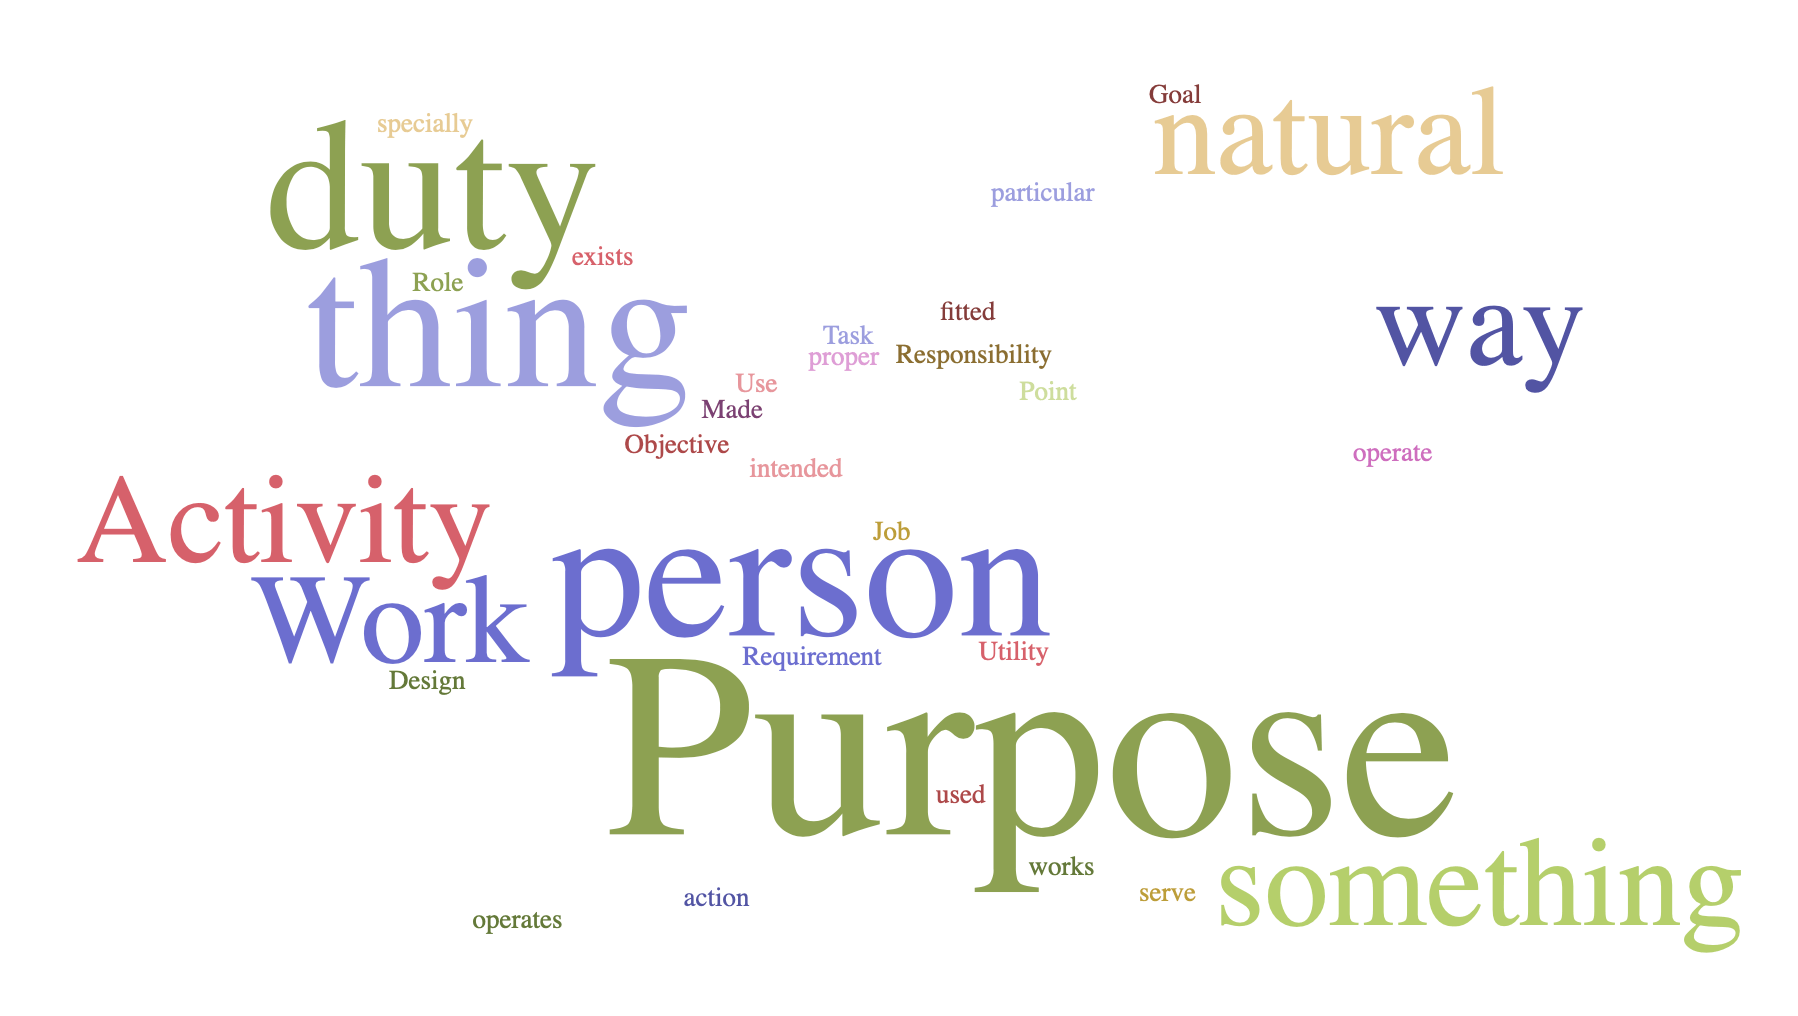 Goal
natural
specially
duty
particular
exists
Role
thing
fitted
way
Task
proper
Responsibility
Use
Point
Made
Objective
operate
intended
Activity
Job
person
Work
Requirement
Utility
Design
Purpose
used
works
serve
something
action
operates